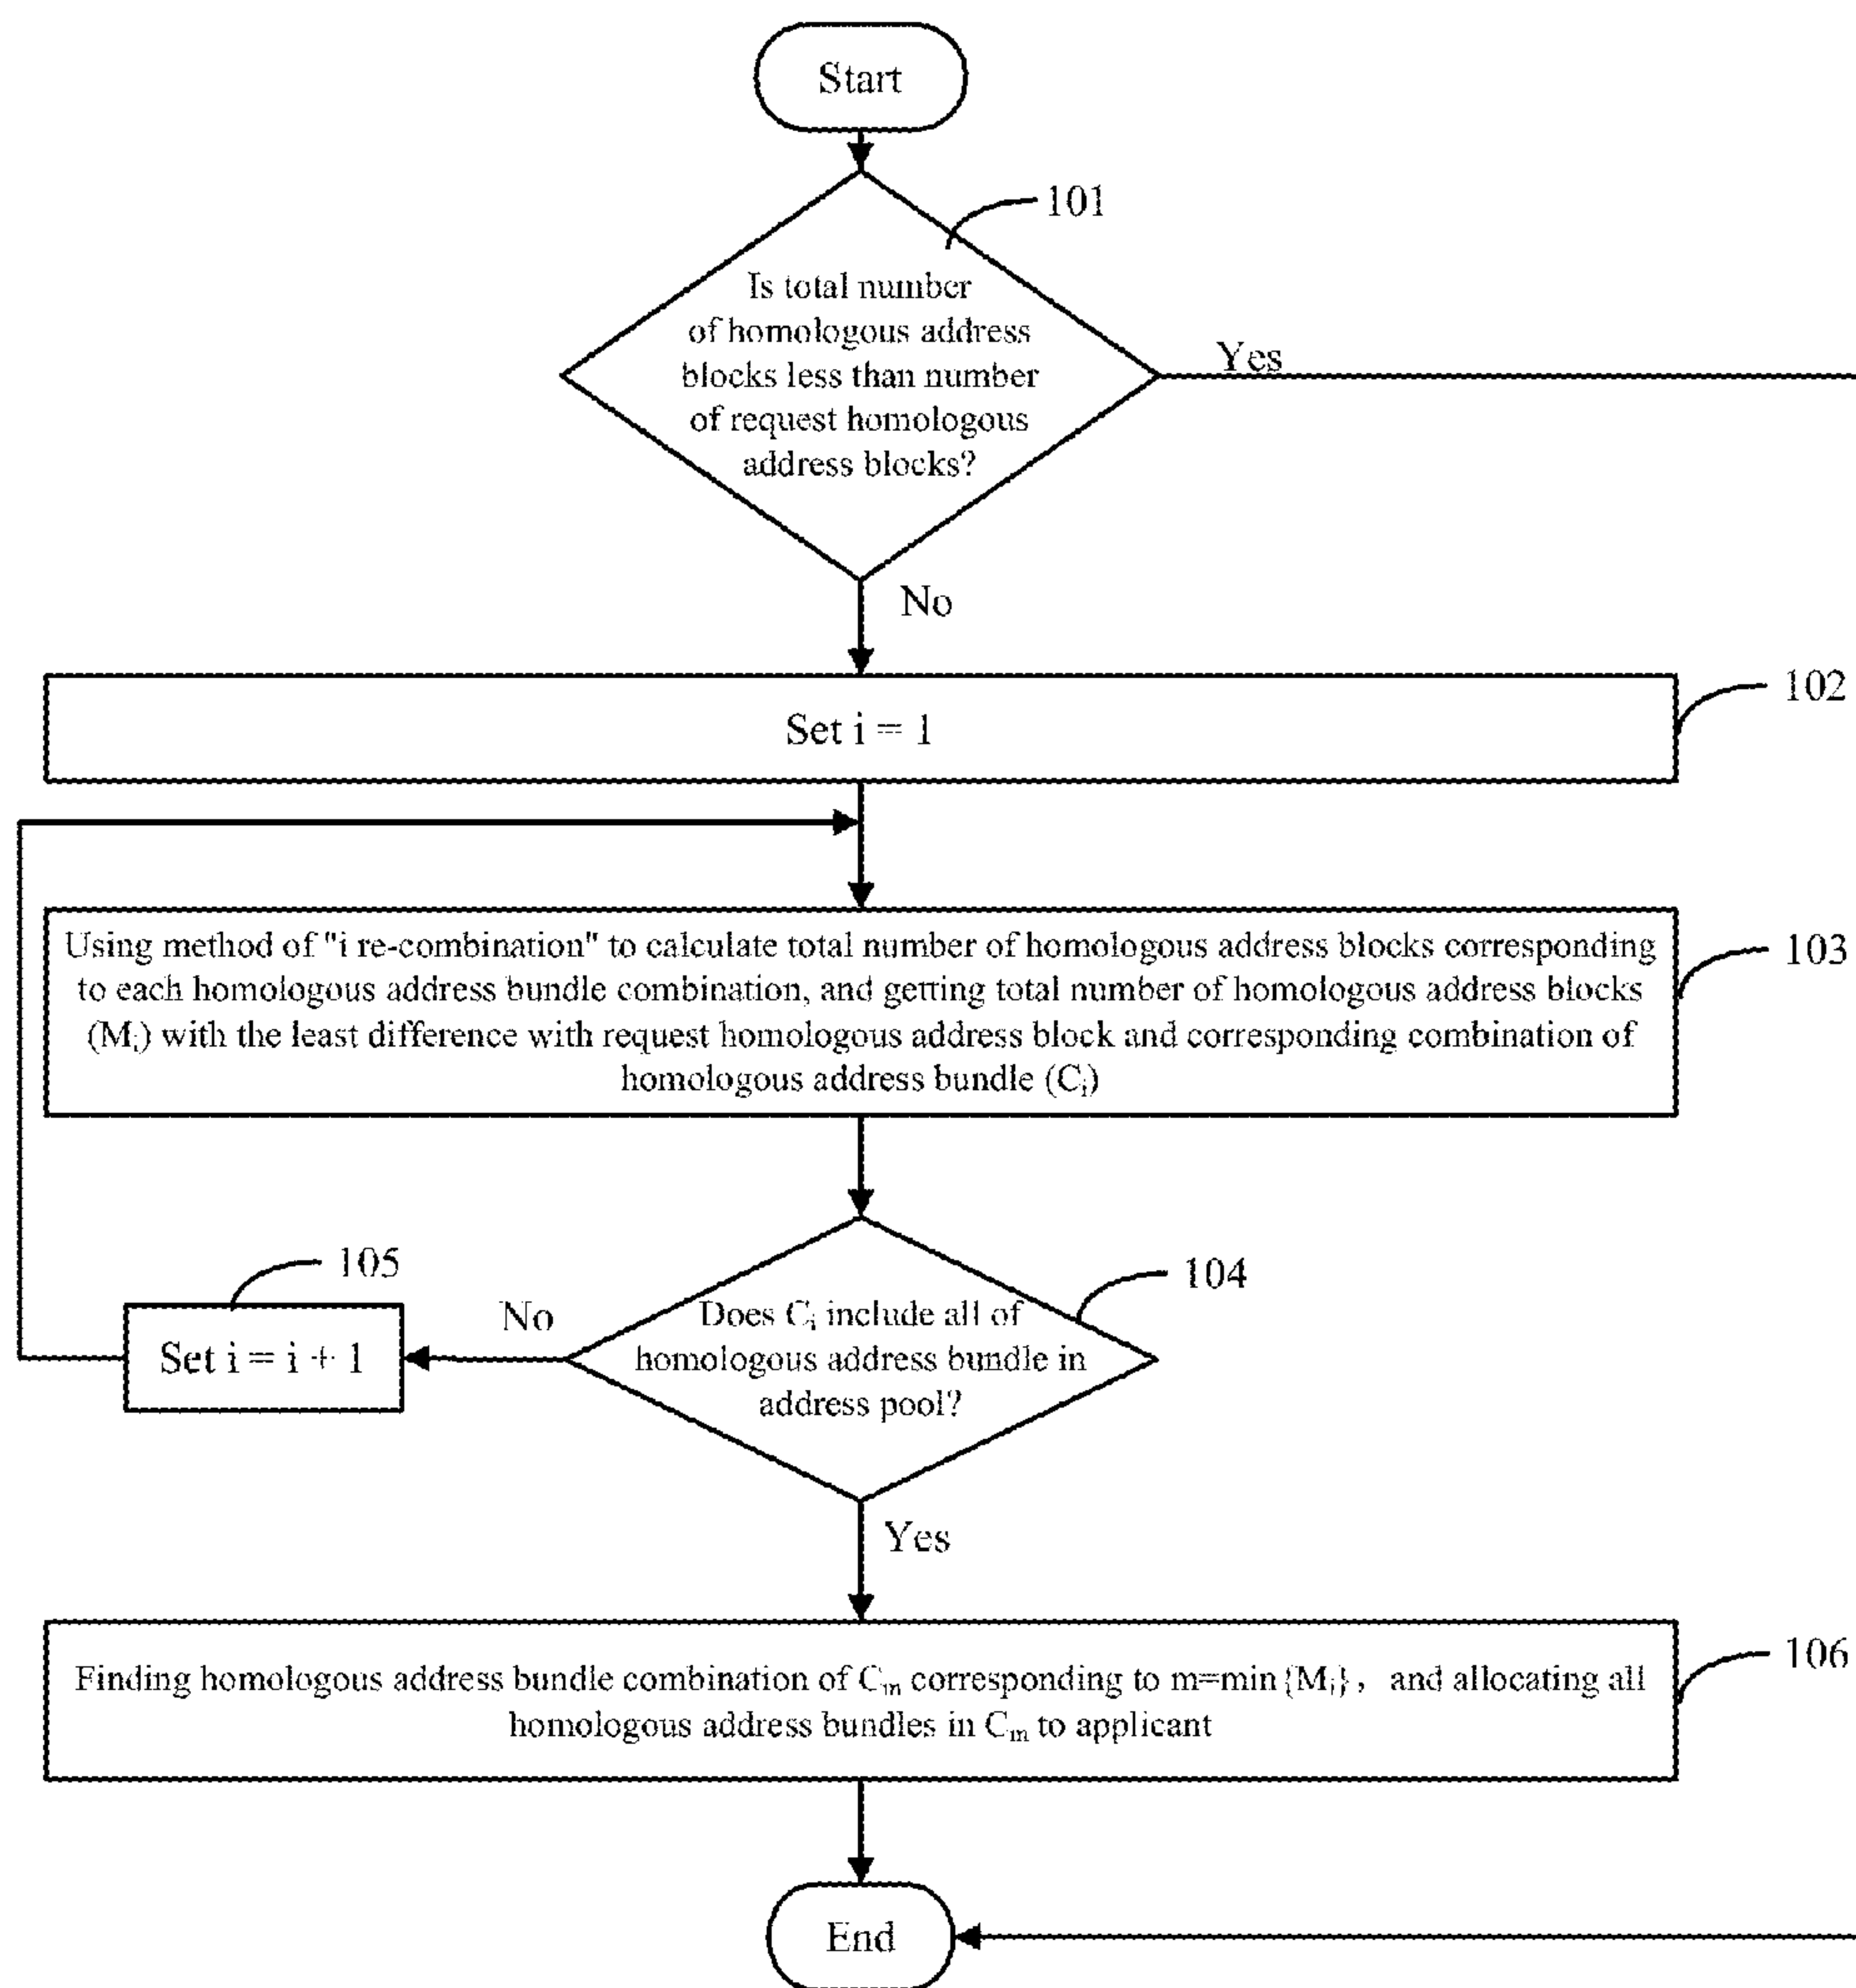 Start
101
Is total number
of homologous address
blocks less than number
of request homologous
address blocks?
Yes
No
102
Set i = 1
103
Using method of "i re-combination" to calculate total number of homologous address blocks corresponding
to each homologous address bundle combination, and getting total number of homologous address blocks
(Mᵢ) with the least difference with request homologous address block and corresponding combination of
homologous address bundle (Cᵢ)
105
104
No
Does Cᵢ include all of
homologous address bundle in
address pool?
Set i = i + 1
Yes
106
Finding homologous address bundle combination of Cₘ corresponding to m=min{Mᵢ}, and allocating all
homologous address bundles in Cₘ to applicant
End